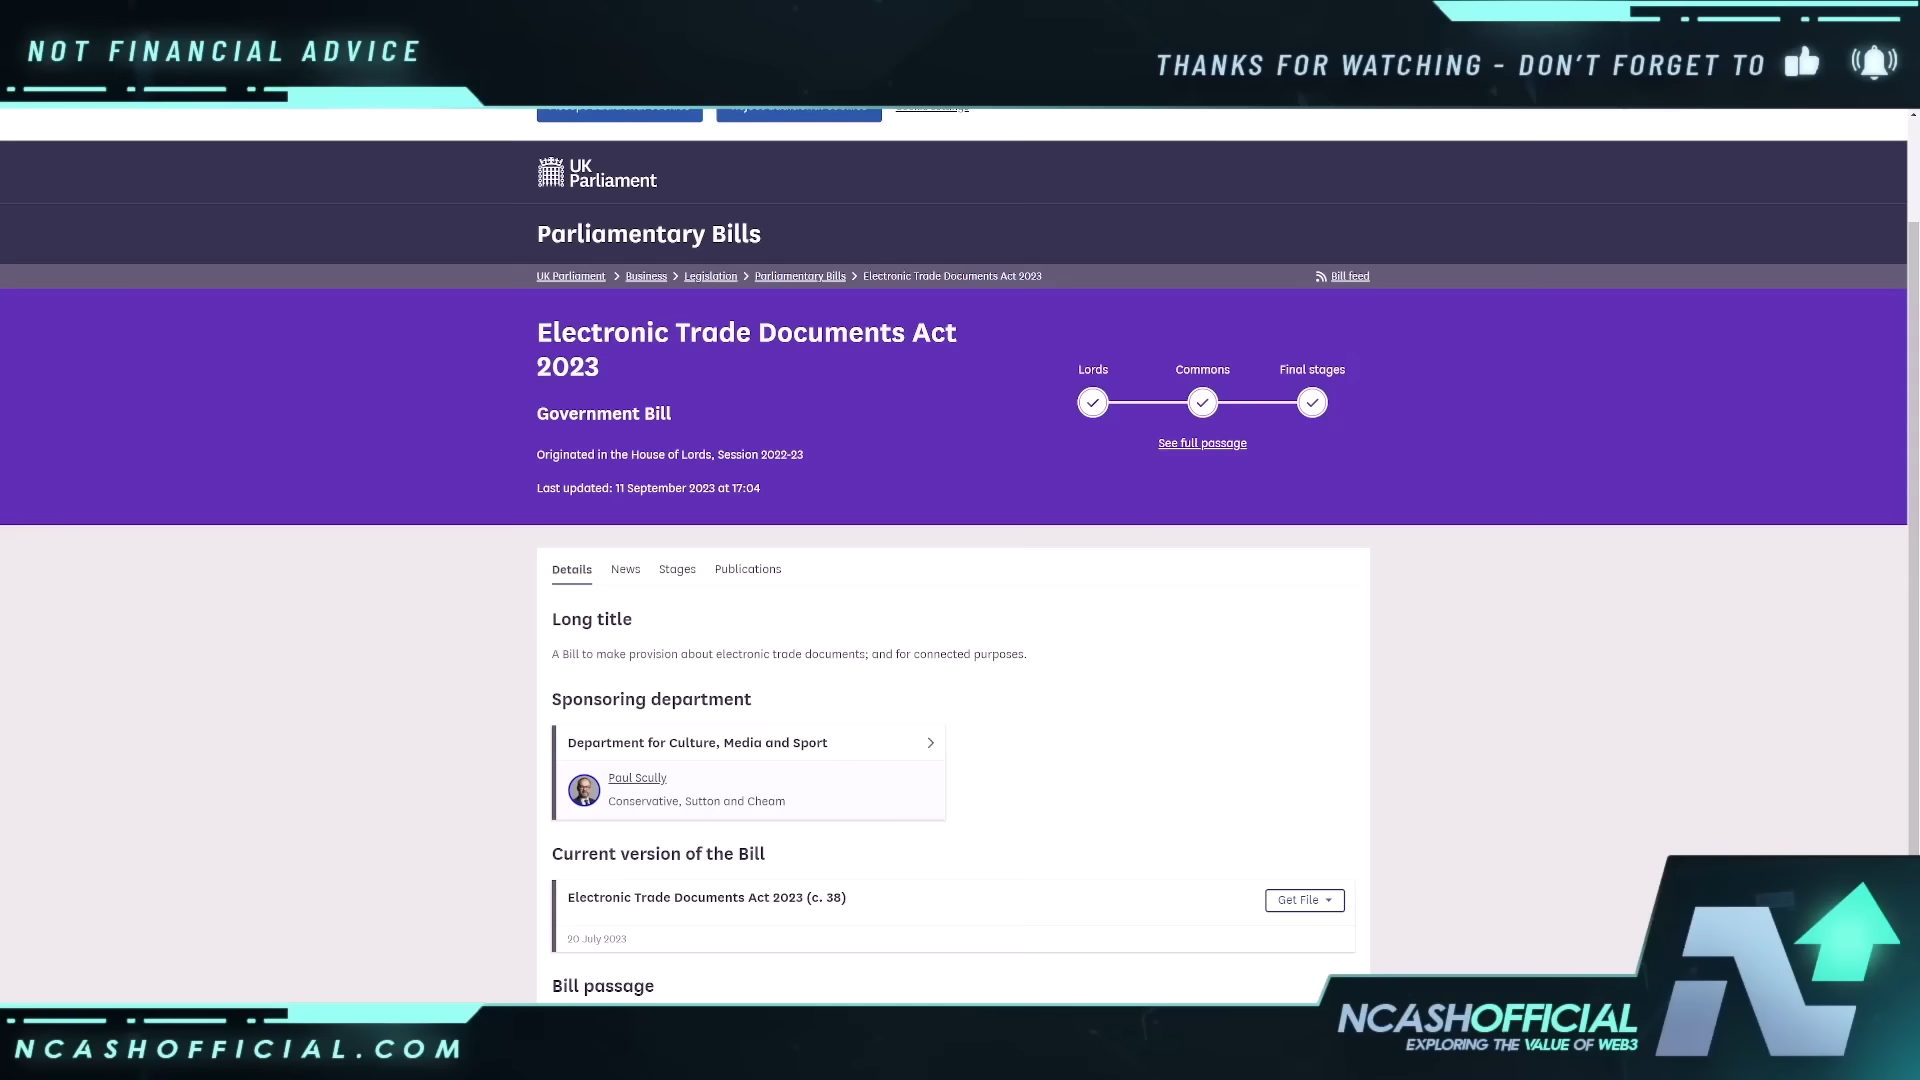 NOT FINANCIAL ADVICE
THANKS FOR WATCHING - DON'T FORGET TO
UK
Parliament
Parliamentary Bills
UK Parliament > Business > Legislation > Parliamentary Bills > Electronic Trade Documents Act 2023
Bill feed
Electronic Trade Documents Act
2023
Government Bill
Originated in the House of Lords, Session 2022-23
Last updated: 11 September 2023 at 17:04
Lords Commons Final stages
See full passage
Details News Stages Publications
Long title
A Bill to make provision about electronic trade documents; and for connected purposes.
Sponsoring department
Department for Culture, Media and Sport
Paul Scully
Conservative, Sutton and Cheam
Current version of the Bill
Electronic Trade Documents Act 2023 (c. 38)
Get File
20 July 2023
Bill passage
NCASHOFFICIAL
EXPLORING THE VALUE OF WEB3
NCASHOFFICIAL.COM